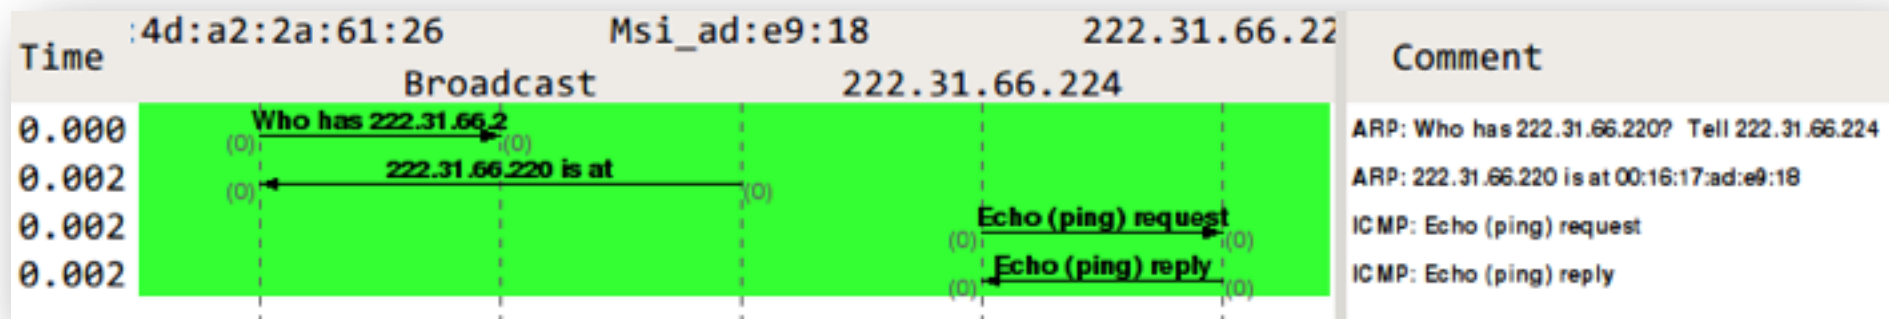 Time :4d:a2:2a:61:26 Msi_ad:e9:18 222.31.66.22 Comment
Broadcast 222.31.66.224
0.000 (0) Who has 222.31.66.2 (0) ARP: Who has 222.31.66.220? Tell 222.31.66.224
0.002 (0) 222.31.66.220 is at (0) ARP: 222.31.66.220 is at 00:16:17:ad:e9:18
0.002 (0) Echo (ping) request (0) ICMP: Echo (ping) request
0.002 (0) Echo (ping) reply (0) ICMP: Echo (ping) reply